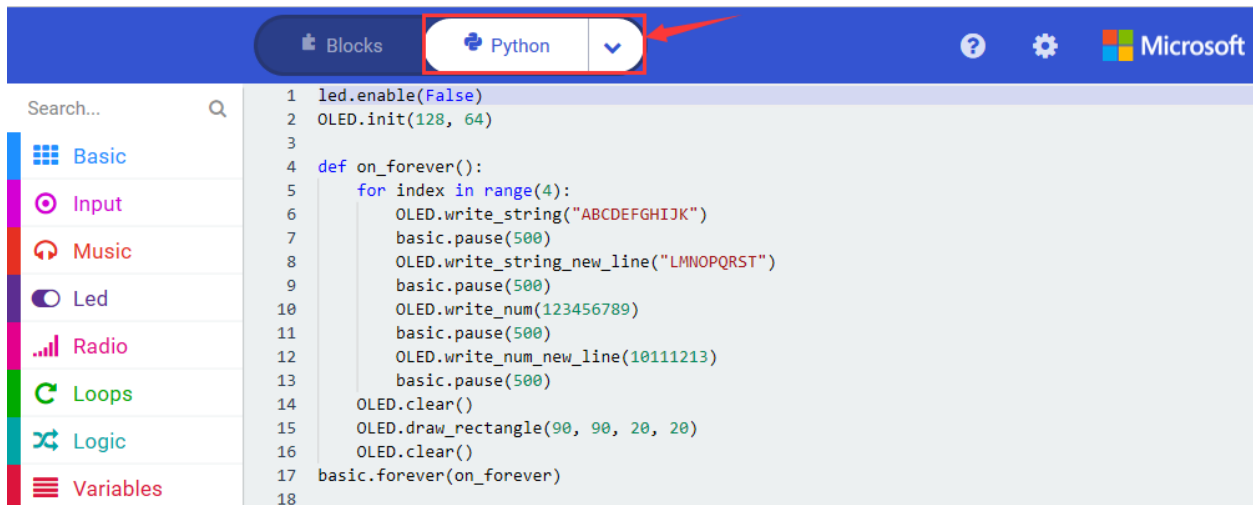 Blocks
Python
Microsoft
Search...
Basic
Input
Music
Led
Radio
Loops
Logic
Variables
1 led.enable(False)
2 OLED.init(128, 64)
3
4 def on_forever():
5     for index in range(4):
6         OLED.write_string("ABCDEFGHIJK")
7         basic.pause(500)
8         OLED.write_string_new_line("LMNOPQRST")
9         basic.pause(500)
10         OLED.write_num(123456789)
11         basic.pause(500)
12         OLED.write_num_new_line(10111213)
13         basic.pause(500)
14     OLED.clear()
15     OLED.draw_rectangle(90, 90, 20, 20)
16     OLED.clear()
17 basic.forever(on_forever)
18